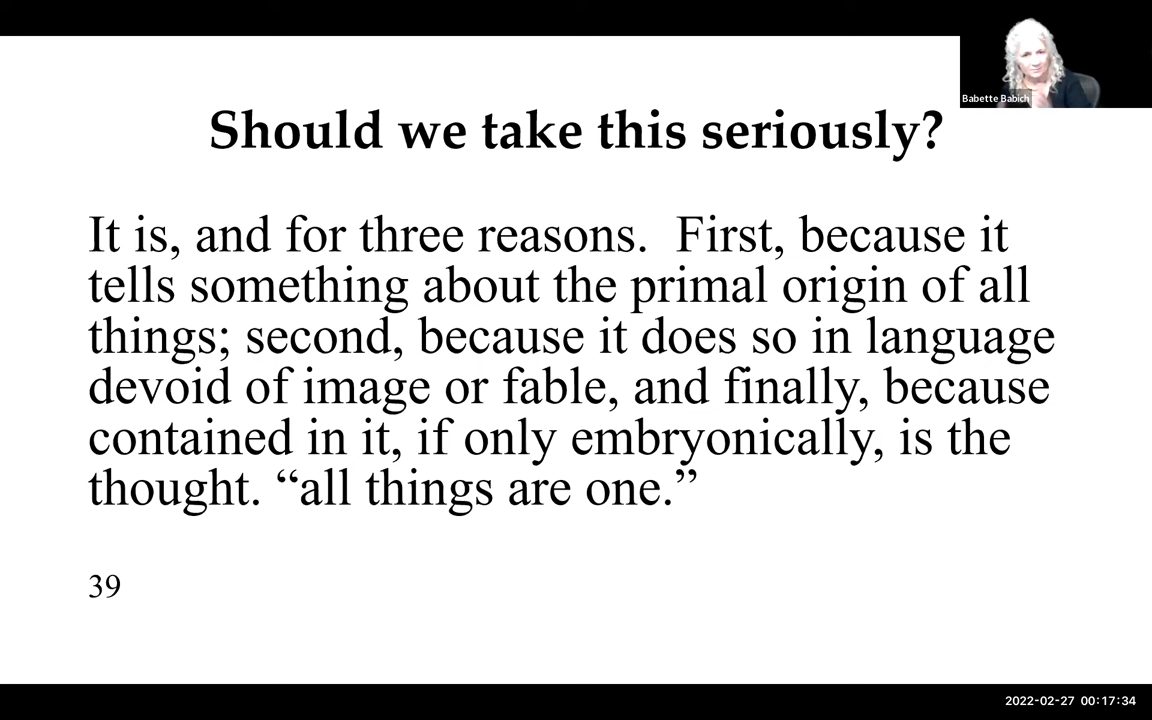 Babette Babich
Should we take this seriously?
It is, and for three reasons.  First, because it
tells something about the primal origin of all
things; second, because it does so in language
devoid of image or fable, and finally, because
contained in it, if only embryonically, is the
thought. “all things are one.”
39
2022-02-27 00:17:34